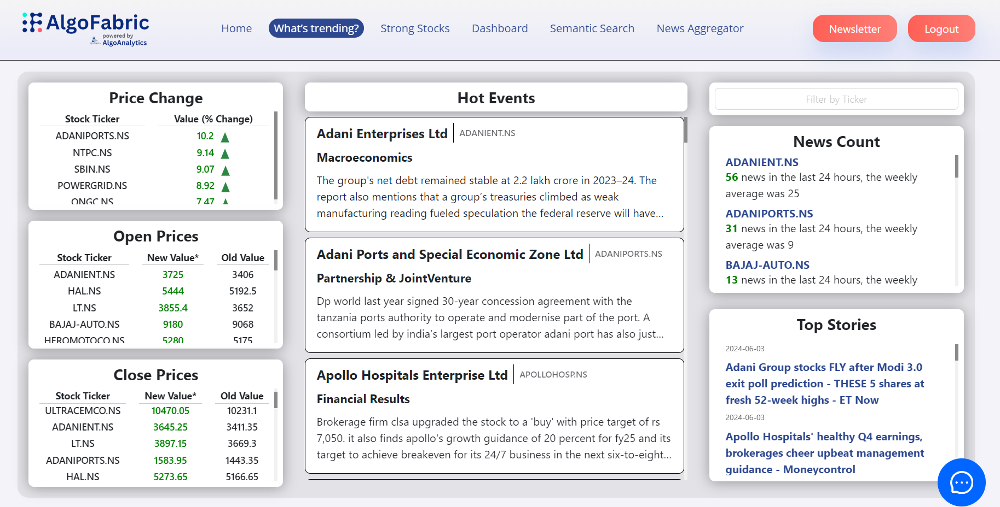 AlgoFabric
powered by
AlgoAnalytics
Home
What's trending?
Strong Stocks
Dashboard
Semantic Search
News Aggregator
Newsletter
Logout
Price Change
Stock Ticker Value (% Change)
ADANIPORTS.NS 10.2
NTPC.NS 9.14
SBIN.NS 9.07
POWERGRID.NS 8.92
ONGC.NS 7.47
Open Prices
Stock Ticker New Value* Old Value
ADANIENT.NS 3725 3406
HAL.NS 5444 5192.5
LT.NS 3855.4 3652
BAJAJ-AUTO.NS 9180 9068
HEROMOTOCO.NS 5280 5175
Close Prices
Stock Ticker New Value* Old Value
ULTRACEMCO.NS 10470.05 10231.1
ADANIENT.NS 3645.25 3411.35
LT.NS 3897.15 3669.3
ADANIPORTS.NS 1583.95 1443.35
HAL.NS 5273.65 5166.65
Hot Events
Adani Enterprises Ltd ADANIENT.NS
Macroeconomics
The group's net debt remained stable at 2.2 lakh crore in 2023–24. The
report also mentions that a group’s treasuries climbed as weak
manufacturing reading fueled speculation the federal reserve will have...
Adani Ports and Special Economic Zone Ltd ADANIPORTS.NS
Partnership & JointVenture
Dp world last year signed 30-year concession agreement with the
tanzania ports authority to operate and modernise part of the port. A
consortium led by india’s largest port operator adani port has also just...
Apollo Hospitals Enterprise Ltd APOLLOHOSP.NS
Financial Results
Brokerage firm clsa upgraded the stock to a 'buy' with price target of rs
7,050. it also finds apollo's growth guidance of 20 percent for fy25 and its
target to achieve breakeven for its 24/7 business in the next six-to-eight...
Filter by Ticker
News Count
ADANIENT.NS
56 news in the last 24 hours, the weekly
average was 25
ADANIPORTS.NS
31 news in the last 24 hours, the weekly
average was 9
BAJAJ-AUTO.NS
13 news in the last 24 hours, the weekly
Top Stories
2024-06-03
Adani Group stocks FLY after Modi 3.0
exit poll prediction - THESE 5 shares at
fresh 52-week highs - ET Now
2024-06-03
Apollo Hospitals' healthy Q4 earnings,
brokerages cheer upbeat management
guidance - Moneycontrol